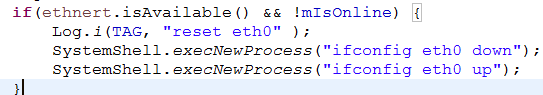 if(ethnert.isAvailable() && !mIsOnline) {
Log.i(TAG, "reset eth0" );
SystemShell.execNewProcess("ifconfig eth0 down");
SystemShell.execNewProcess("ifconfig eth0 up");
}